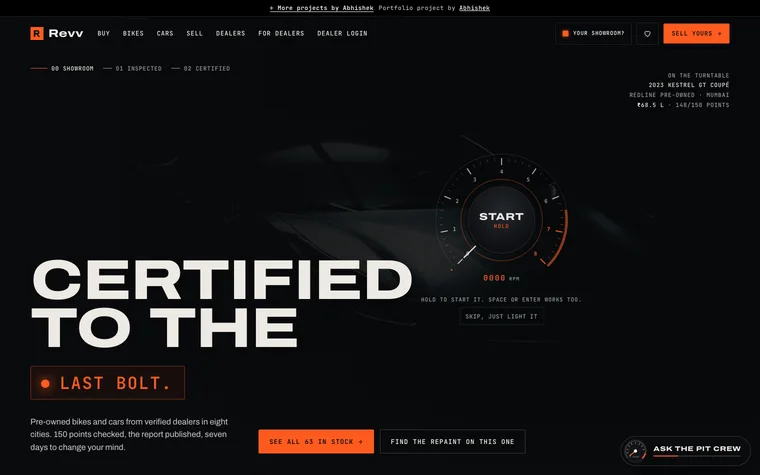 ← More projects by Abhishek Portfolio project by Abhishek
R Revv BUY BIKES CARS SELL DEALERS FOR DEALERS DEALER LOGIN YOUR SHOWROOM? SELL YOURS →
00 SHOWROOM 01 INSPECTED 02 CERTIFIED
ON THE TURNTABLE
2023 KESTREL GT COUPÉ
REDLINE PRE-OWNED · MUMBAI
₹68.5 L · 148/150 POINTS
1 2 3 4 5 6 7 8
START
HOLD
0000 RPM
HOLD TO START IT. SPACE OR ENTER WORKS TOO.
SKIP, JUST LIGHT IT
CERTIFIED
TO THE
LAST BOLT.
Pre-owned bikes and cars from verified dealers in eight
cities. 150 points checked, the report published, seven
days to change your mind.
SEE ALL 63 IN STOCK →
FIND THE REPAINT ON THIS ONE
ASK THE PIT CREW